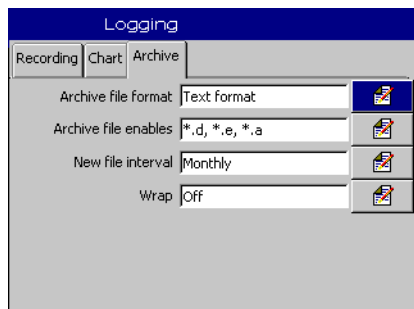 Logging
Recording Chart Archive
Archive file format Text format
Archive file enables *.d, *.e, *.a
New file interval Monthly
Wrap Off